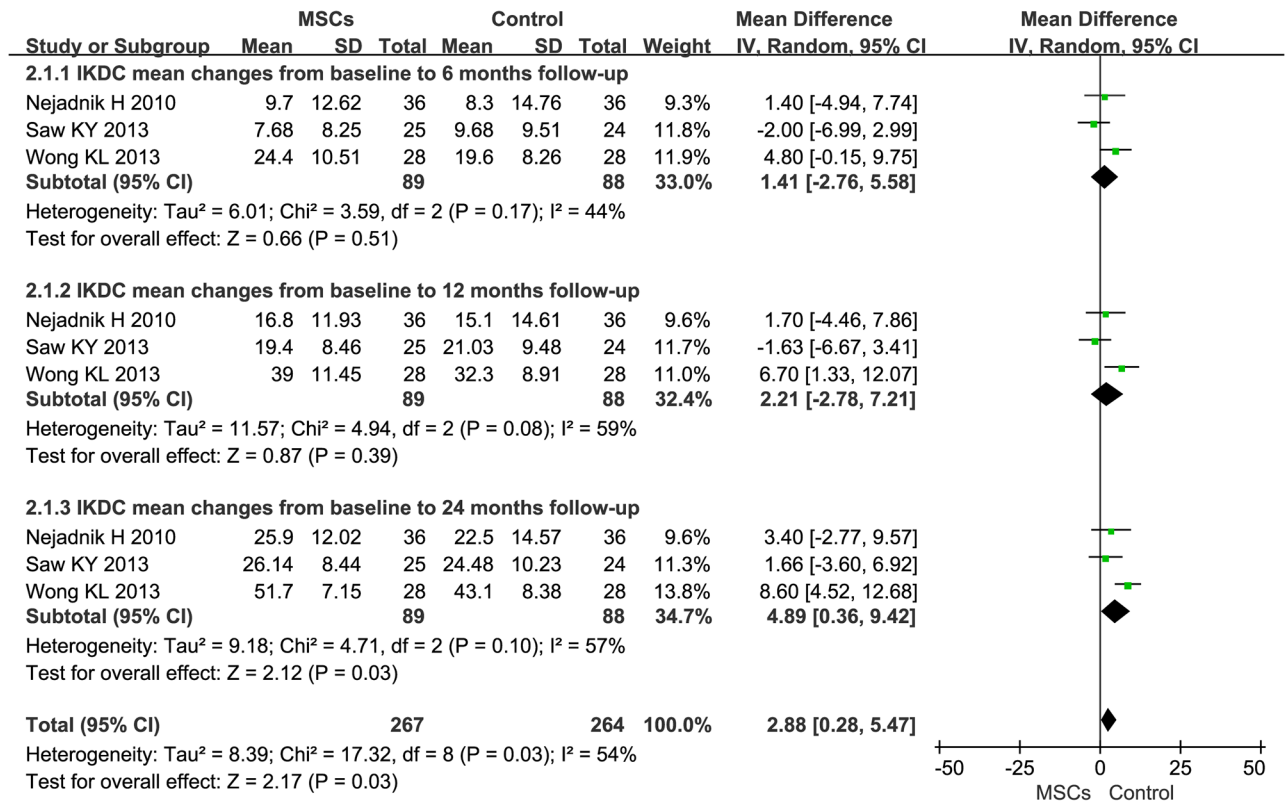 MSCs Control Mean Difference Mean Difference
Study or Subgroup Mean SD Total Mean SD Total Weight IV, Random, 95% CI IV, Random, 95% CI
2.1.1 IKDC mean changes from baseline to 6 months follow-up
Nejadnik H 2010 9.7 12.62 36 8.3 14.76 36 9.3% 1.40 [-4.94, 7.74]
Saw KY 2013 7.68 8.25 25 9.68 9.51 24 11.8% -2.00 [-6.99, 2.99]
Wong KL 2013 24.4 10.51 28 19.6 8.26 28 11.9% 4.80 [-0.15, 9.75]
Subtotal (95% CI) 89 88 33.0% 1.41 [-2.76, 5.58]
Heterogeneity: Tau² = 6.01; Chi² = 3.59, df = 2 (P = 0.17); I² = 44%
Test for overall effect: Z = 0.66 (P = 0.51)
2.1.2 IKDC mean changes from baseline to 12 months follow-up
Nejadnik H 2010 16.8 11.93 36 15.1 14.61 36 9.6% 1.70 [-4.46, 7.86]
Saw KY 2013 19.4 8.46 25 21.03 9.48 24 11.7% -1.63 [-6.67, 3.41]
Wong KL 2013 39 11.45 28 32.3 8.91 28 11.0% 6.70 [1.33, 12.07]
Subtotal (95% CI) 89 88 32.4% 2.21 [-2.78, 7.21]
Heterogeneity: Tau² = 11.57; Chi² = 4.94, df = 2 (P = 0.08); I² = 59%
Test for overall effect: Z = 0.87 (P = 0.39)
2.1.3 IKDC mean changes from baseline to 24 months follow-up
Nejadnik H 2010 25.9 12.02 36 22.5 14.57 36 9.6% 3.40 [-2.77, 9.57]
Saw KY 2013 26.14 8.44 25 24.48 10.23 24 11.3% 1.66 [-3.60, 6.92]
Wong KL 2013 51.7 7.15 28 43.1 8.38 28 13.8% 8.60 [4.52, 12.68]
Subtotal (95% CI) 89 88 34.7% 4.89 [0.36, 9.42]
Heterogeneity: Tau² = 9.18; Chi² = 4.71, df = 2 (P = 0.10); I² = 57%
Test for overall effect: Z = 2.12 (P = 0.03)
Total (95% CI) 267 264 100.0% 2.88 [0.28, 5.47]
Heterogeneity: Tau² = 8.39; Chi² = 17.32, df = 8 (P = 0.03); I² = 54%
Test for overall effect: Z = 2.17 (P = 0.03)
-50 -25 0 25 50
MSCs Control